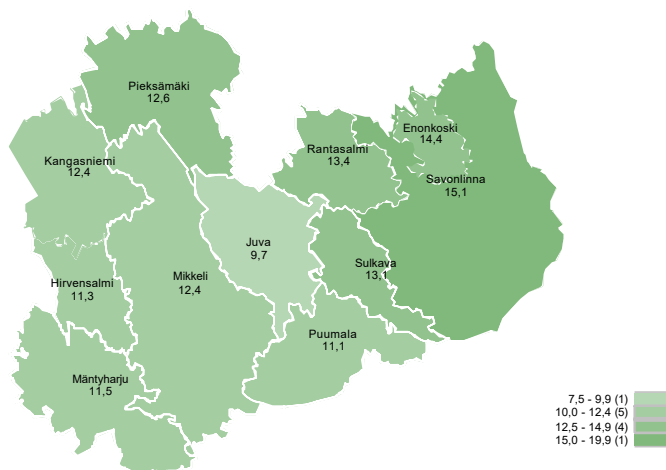 Pieksämäki
12,6
Enonkoski
14,4
Rantasalmi
13,4
Kangasniemi
12,4
Savonlinna
15,1
Juva
9,7
Sulkava
13,1
Mikkeli
12,4
Hirvensalmi
11,3
Puumala
11,1
Mäntyharju
11,5
7,5 - 9,9 (1)
10,0 - 12,4 (5)
12,5 - 14,9 (4)
15,0 - 19,9 (1)